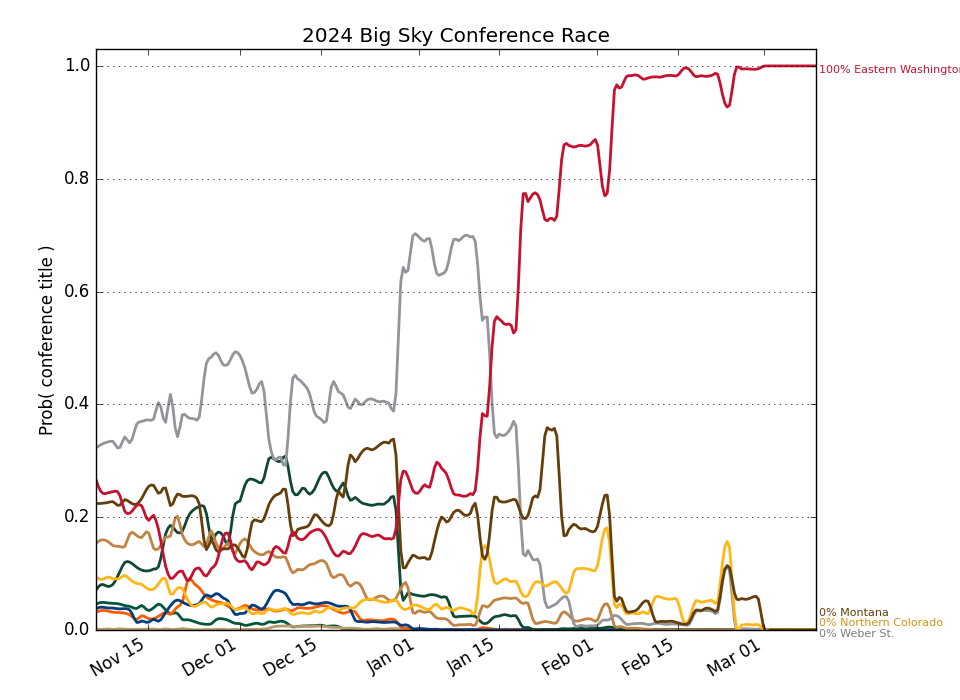 2024 Big Sky Conference Race
1.0
0.8
0.6
0.4
0.2
0.0
Prob( conference title )
Nov 15
Dec 01
Dec 15
Jan 01
Jan 15
Feb 01
Feb 15
Mar 01
100% Eastern Washington
0% Montana
0% Northern Colorado
0% Weber St.